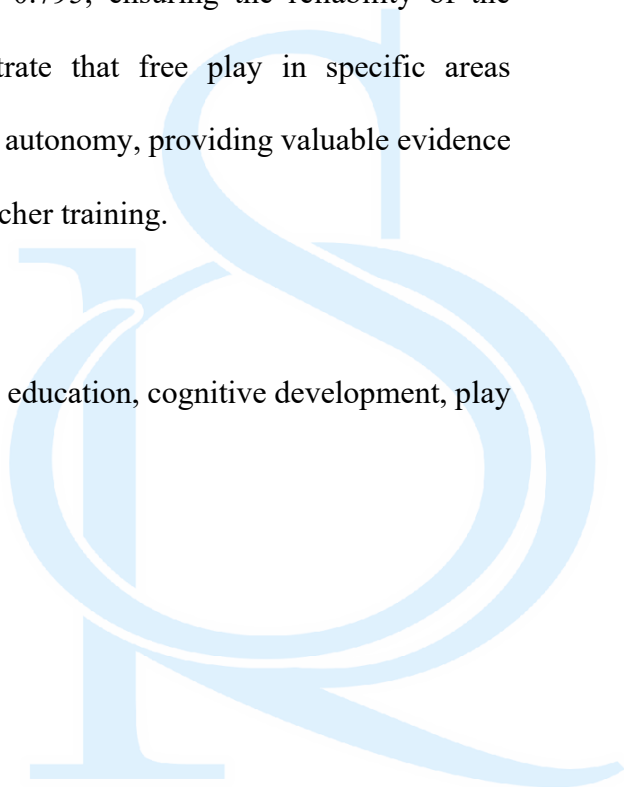 0.795, ensuring the reliability of the
trate that free play in specific areas
autonomy, providing valuable evidence
cher training.
education, cognitive development, play